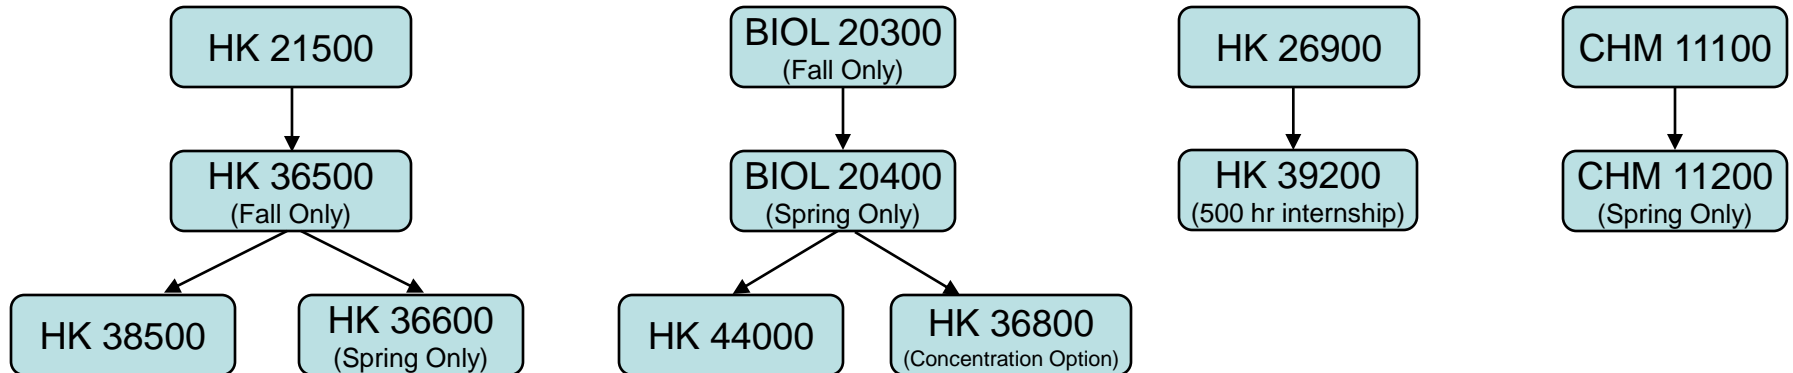 HK 21500
BIOL 20300
(Fall Only)
HK 26900
CHM 11100
HK 36500
(Fall Only)
BIOL 20400
(Spring Only)
HK 39200
(500 hr internship)
CHM 11200
(Spring Only)
HK 38500
HK 36600
(Spring Only)
HK 44000
HK 36800
(Concentration Option)